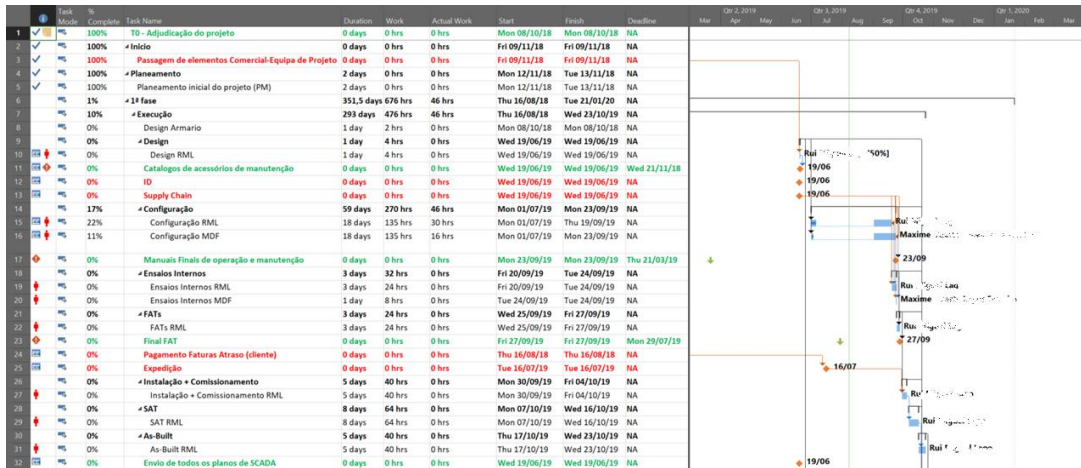 Qtr 2, 2019 Qtr 3, 2019 Qtr 4, 2019 Qtr 1, 2020
Task Mode % Complete Task Name Duration Work Actual Work Start Finish Deadline Mar Apr May Jun Jul Aug Sep Oct Nov Dec Jan Feb Mar
1 100% T0 - Adjudicação do projeto 0 days 0 hrs 0 hrs Mon 08/10/18 Mon 08/10/18 NA
2 100% Início 0 days 0 hrs 0 hrs Fri 09/11/18 Fri 09/11/18 NA
3 100% Passagem de elementos Comercial-Equipa de Projeto 0 days 0 hrs 0 hrs Fri 09/11/18 Fri 09/11/18 NA
4 100% Planeamento 2 days 0 hrs 0 hrs Mon 12/11/18 Tue 13/11/18 NA
5 100% Planeamento inicial do projeto (PM) 2 days 0 hrs 0 hrs Mon 12/11/18 Tue 13/11/18 NA
6 1% 1ª fase 351,5 days 676 hrs 46 hrs Thu 16/08/18 Tue 21/01/20 NA
7 10% Execução 293 days 476 hrs 46 hrs Thu 16/08/18 Wed 23/10/19 NA
8 0% Design Armario 1 day 2 hrs 0 hrs Mon 08/10/18 Mon 08/10/18 NA
9 0% Design 1 day 4 hrs 0 hrs Wed 19/06/19 Wed 19/06/19 NA
10 0% Design RML 1 day 4 hrs 0 hrs Wed 19/06/19 Wed 19/06/19 NA Rui [50%]
11 0% Catalogos de acessórios de manutenção 0 days 0 hrs 0 hrs Wed 19/06/19 Wed 19/06/19 Wed 21/11/18 19/06
12 0% ID 0 days 0 hrs 0 hrs Wed 19/06/19 Wed 19/06/19 NA 19/06
13 0% Supply Chain 0 days 0 hrs 0 hrs Wed 19/06/19 Wed 19/06/19 NA 19/06
14 17% Configuração 59 days 270 hrs 46 hrs Mon 01/07/19 Mon 23/09/19 NA
15 22% Configuração RML 18 days 135 hrs 30 hrs Mon 01/07/19 Thu 19/09/19 NA
16 11% Configuração MDF 18 days 135 hrs 16 hrs Mon 01/07/19 Mon 23/09/19 NA Maxime
17 0% Manuais Finais de operação e manutenção 0 days 0 hrs 0 hrs Mon 23/09/19 Mon 23/09/19 Thu 21/03/19 23/09
18 0% Ensaios Internos 3 days 32 hrs 0 hrs Fri 20/09/19 Tue 24/09/19 NA
19 0% Ensaios Internos RML 3 days 24 hrs 0 hrs Fri 20/09/19 Tue 24/09/19 NA Rui
20 0% Ensaios Internos MDF 1 day 8 hrs 0 hrs Tue 24/09/19 Tue 24/09/19 NA Maxime
21 0% FATs 3 days 24 hrs 0 hrs Wed 25/09/19 Fri 27/09/19 NA
22 0% FATs RML 3 days 24 hrs 0 hrs Wed 25/09/19 Fri 27/09/19 NA
23 0% Final FAT 0 days 0 hrs 0 hrs Fri 27/09/19 Fri 27/09/19 Mon 29/07/19 27/09
24 0% Pagamento Faturas Atraso (cliente) 0 days 0 hrs 0 hrs Thu 16/08/18 Thu 16/08/18 NA
25 0% Expedição 0 days 0 hrs 0 hrs Tue 16/07/19 Tue 16/07/19 NA 16/07
26 0% Instalação + Comissionamento 5 days 40 hrs 0 hrs Mon 30/09/19 Fri 04/10/19 NA
27 0% Instalação + Comissionamento RML 5 days 40 hrs 0 hrs Mon 30/09/19 Fri 04/10/19 NA
28 0% SAT 8 days 64 hrs 0 hrs Mon 07/10/19 Wed 16/10/19 NA
29 0% SAT RML 8 days 64 hrs 0 hrs Mon 07/10/19 Wed 16/10/19 NA Rui
30 0% As-Built 5 days 40 hrs 0 hrs Thu 17/10/19 Wed 23/10/19 NA
31 0% As-Built RML 5 days 40 hrs 0 hrs Thu 17/10/19 Wed 23/10/19 NA Rui
32 0% Envio de todos os planos de SCADA 0 days 0 hrs 0 hrs Wed 19/06/19 Wed 19/06/19 NA 19/06